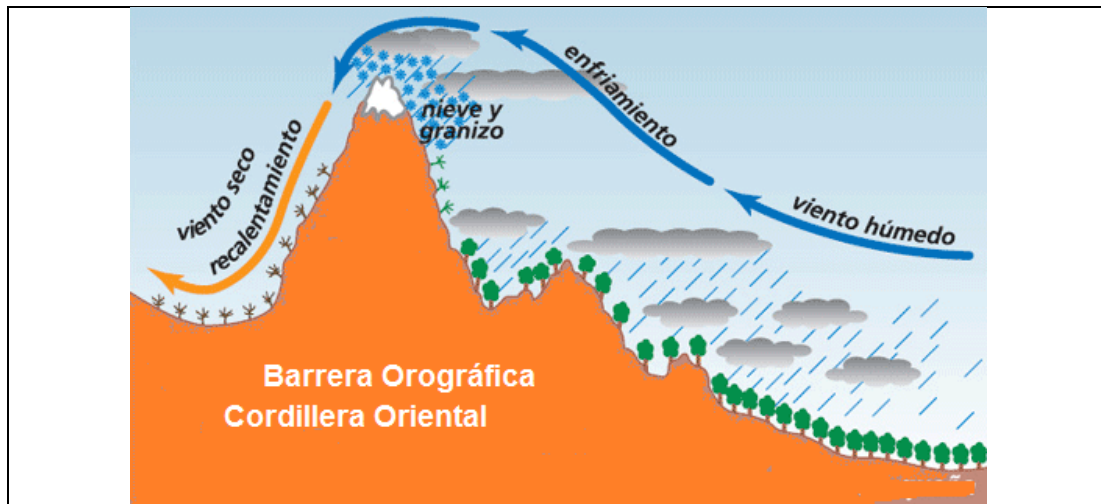 enfriamiento
nieve y
granizo
viento húmedo
viento seco
recalentamiento
Barrera Orográfica
Cordillera Oriental